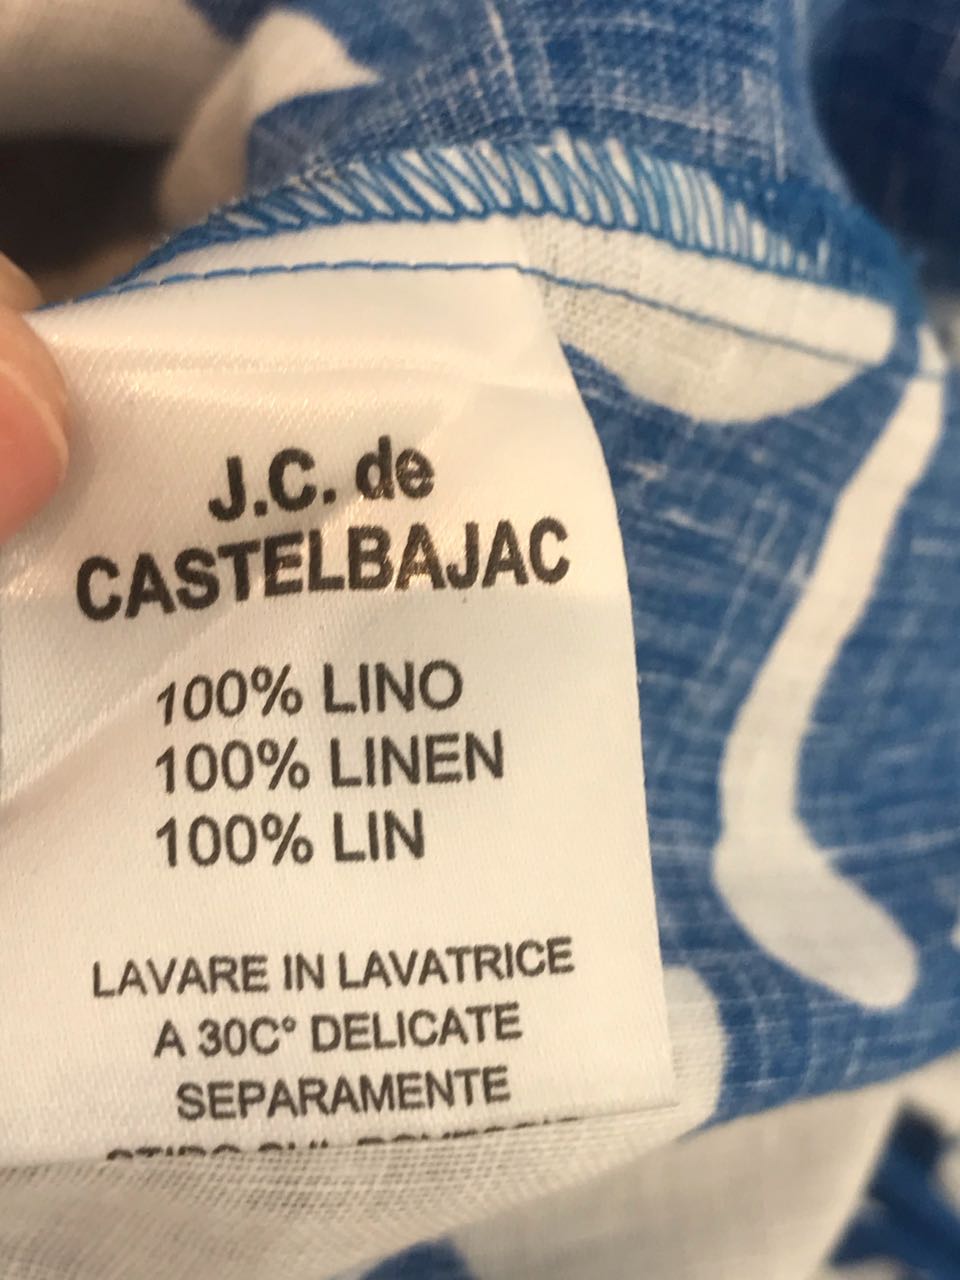 J.C. de
CASTELBAJAC
100% LINO
100% LINEN
100% LIN
LAVARE IN LAVATRICE
A 30C° DELICATE
SEPARAMENTE